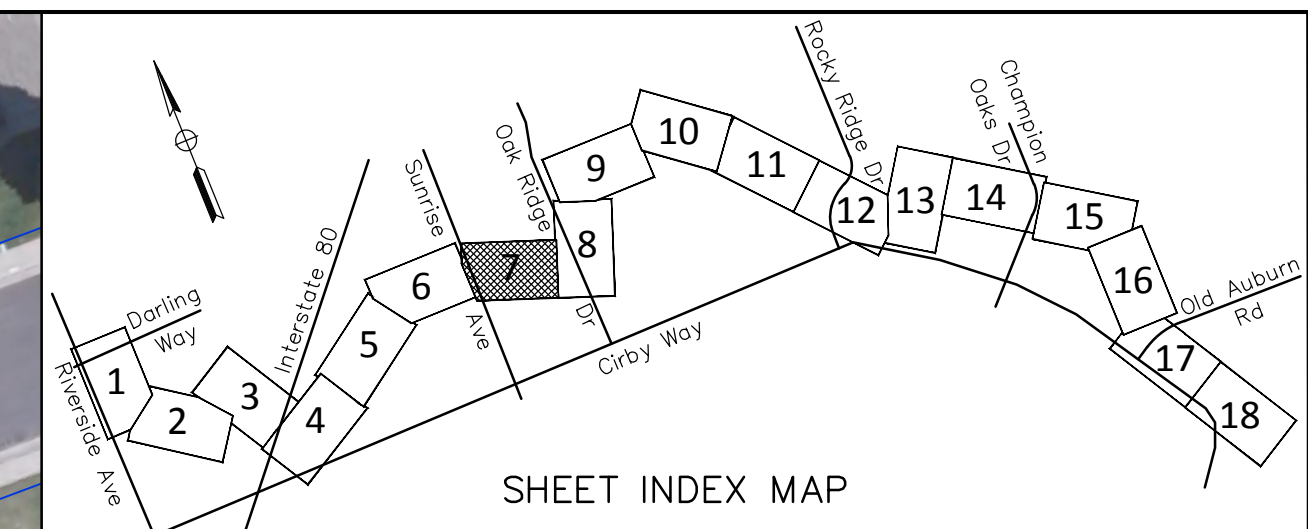 Rocky Ridge Dr
Champion
Oaks Dr
Oak Ridge
Dr
Sunrise
Ave
Interstate 80
Darling
Way
Riverside Ave
Cirby Way
Old Auburn
Rd
1
2
3
4
5
6
7
8
9
10
11
12
13
14
15
16
17
18
SHEET INDEX MAP